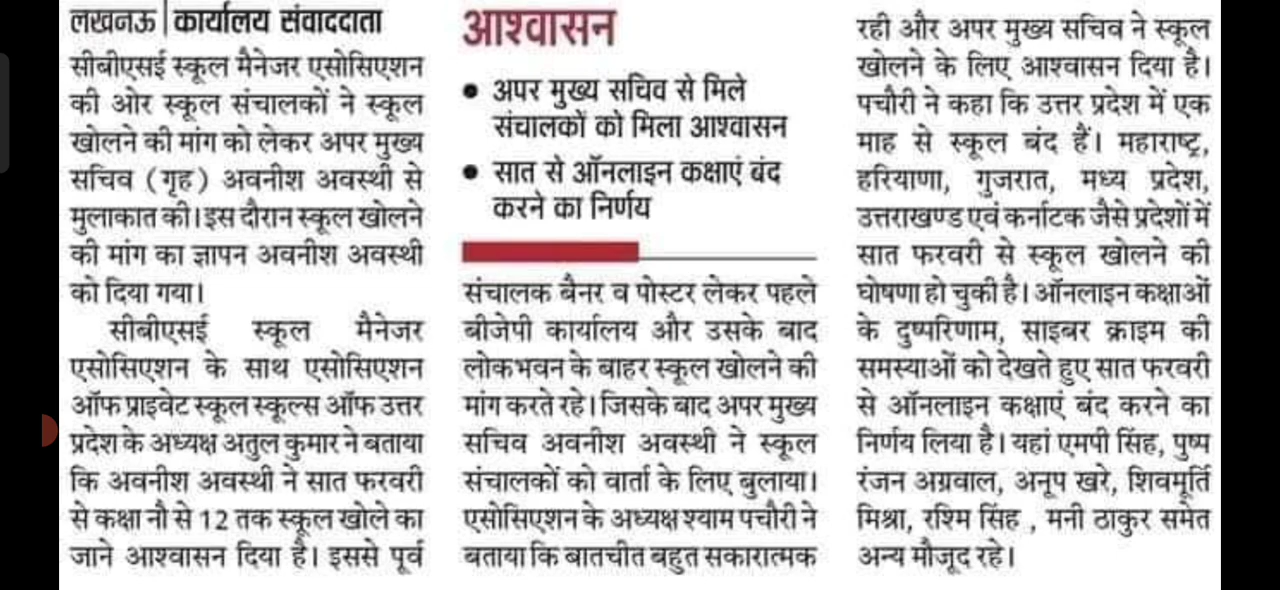 लखनऊ | कार्यालय संवाददाता
सीबीएसई स्कूल मैनेजर एसोसिएशन
की ओर स्कूल संचालकों ने स्कूल
खोलने की मांग को लेकर अपर मुख्य
सचिव (गृह) अवनीश अवस्थी से
मुलाकात की। इस दौरान स्कूल खोलने
की मांग का ज्ञापन अवनीश अवस्थी
को दिया गया।
सीबीएसई स्कूल मैनेजर
एसोसिएशन के साथ एसोसिएशन
ऑफ प्राइवेट स्कूल स्कूल्स ऑफ उत्तर
प्रदेश के अध्यक्ष अतुल कुमार ने बताया
कि अवनीश अवस्थी ने सात फरवरी
से कक्षा नौ से 12 तक स्कूल खोले का
जाने आश्वासन दिया है। इससे पूर्व
आश्वासन
• अपर मुख्य सचिव से मिले
संचालकों को मिला आश्वासन
• सात से ऑनलाइन कक्षाएं बंद
करने का निर्णय
संचालक बैनर व पोस्टर लेकर पहले
बीजेपी कार्यालय और उसके बाद
लोकभवन के बाहर स्कूल खोलने की
मांग करते रहे। जिसके बाद अपर मुख्य
सचिव अवनीश अवस्थी ने स्कूल
संचालकों को वार्ता के लिए बुलाया।
एसोसिएशन के अध्यक्ष श्याम पचौरी ने
बताया कि बातचीत बहुत सकारात्मक
रही और अपर मुख्य सचिव ने स्कूल
खोलने के लिए आश्वासन दिया है।
पचौरी ने कहा कि उत्तर प्रदेश में एक
माह से स्कूल बंद हैं। महाराष्ट्र,
हरियाणा, गुजरात, मध्य प्रदेश,
उत्तराखण्ड एवं कर्नाटक जैसे प्रदेशों में
सात फरवरी से स्कूल खोलने की
घोषणा हो चुकी है। ऑनलाइन कक्षाओं
के दुष्परिणाम, साइबर क्राइम की
समस्याओं को देखते हुए सात फरवरी
से ऑनलाइन कक्षाएं बंद करने का
निर्णय लिया है। यहां एमपी सिंह, पुष्प
रंजन अग्रवाल, अनूप खरे, शिवमूर्ति
मिश्रा, रश्मि सिंह , मनी ठाकुर समेत
अन्य मौजूद रहे।